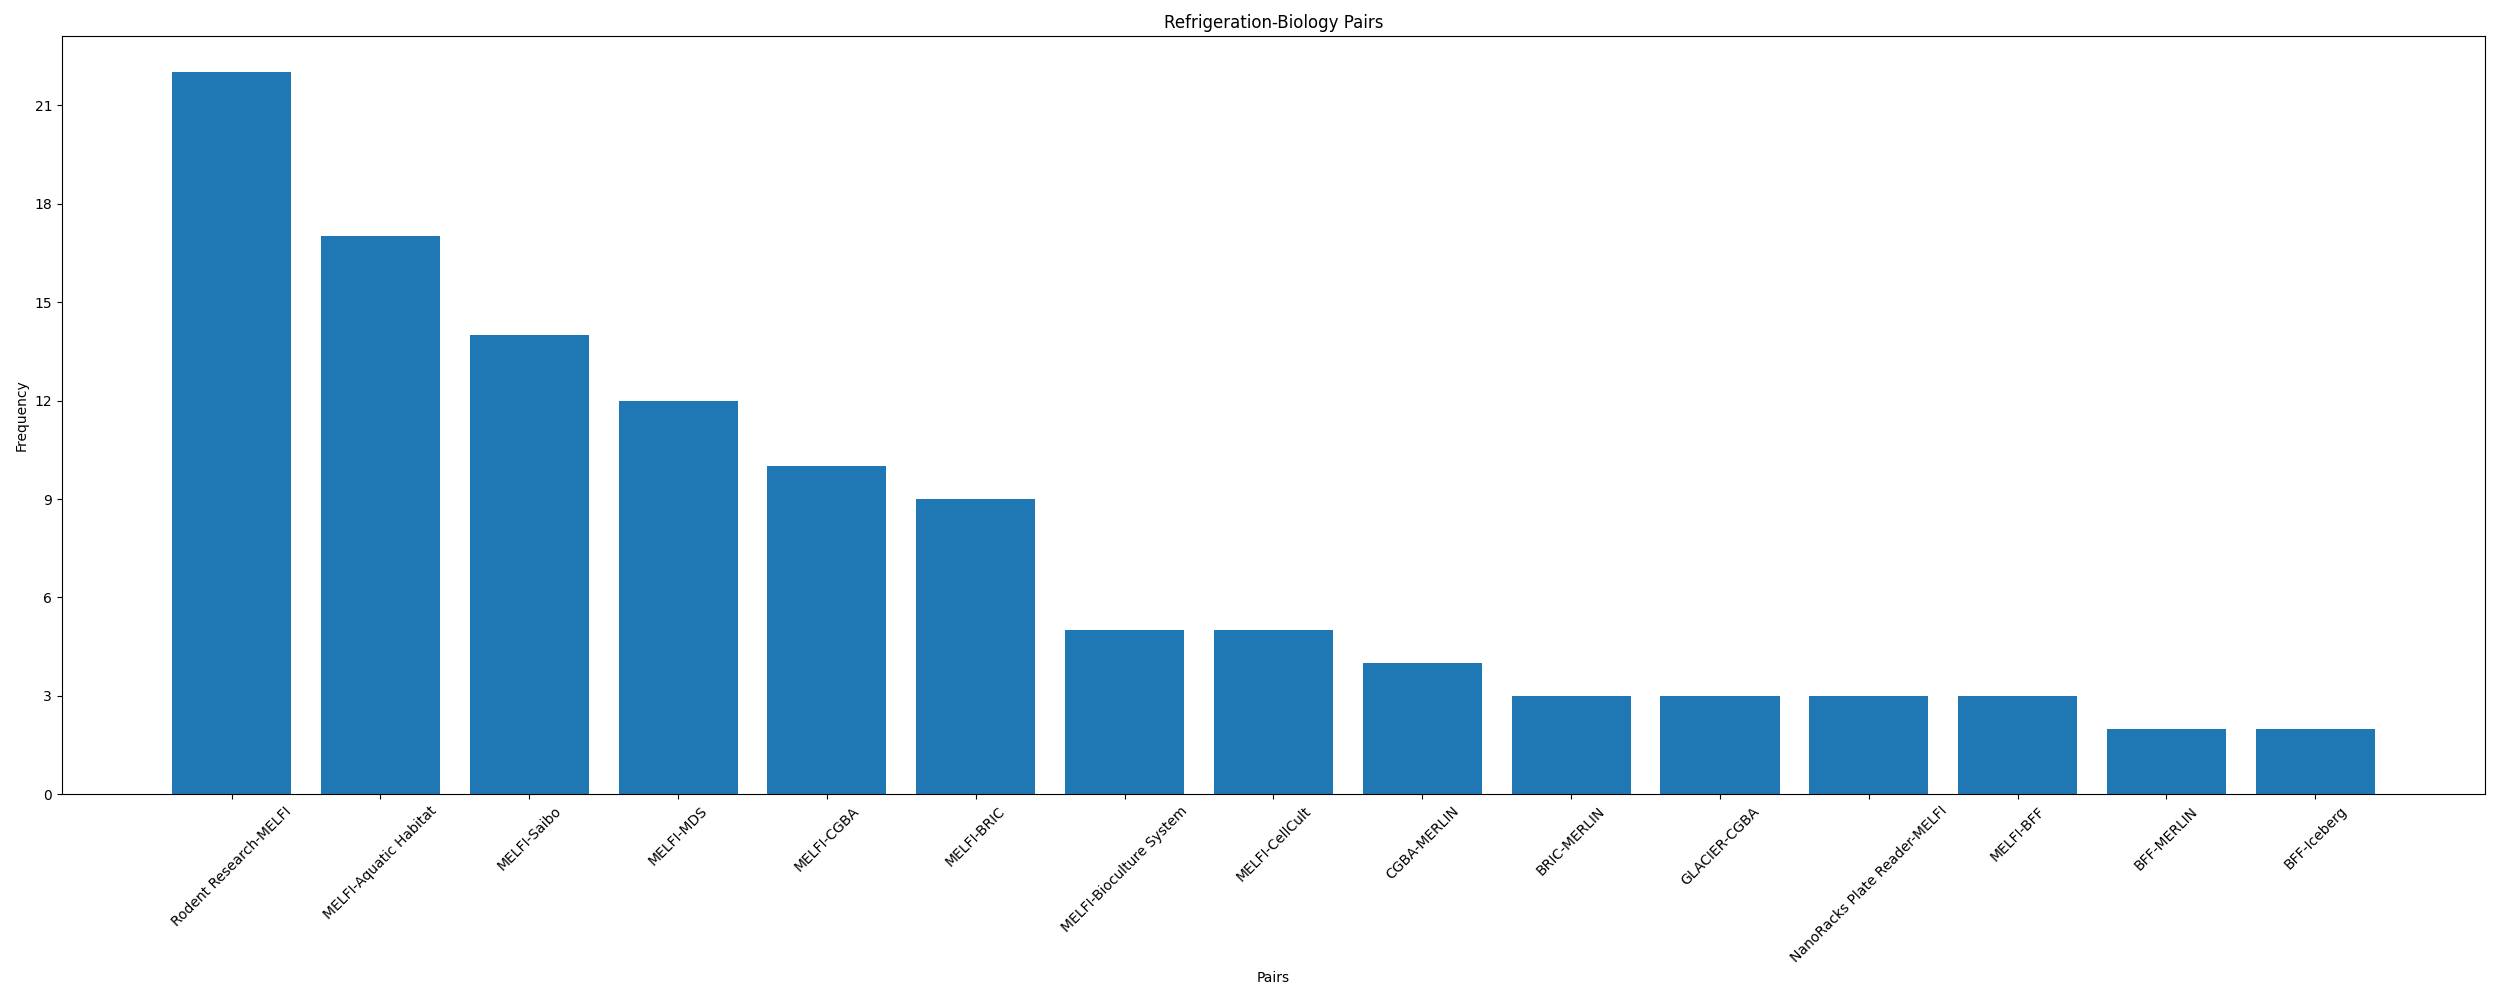 Refrigeration-Biology Pairs
Frequency
21
18
15
12
9
6
3
0
Rodent Research-MELFI
MELFI-Aquatic Habitat
MELFI-Saibo
MELFI-MDS
MELFI-CGBA
MELFI-BRIC
MELFI-Bioculture System
MELFI-CellCult
CGBA-MERLIN
BRIC-MERLIN
GLACIER-CGBA
NanoRacks Plate Reader-MELFI
MELFI-BFF
BFF-MERLIN
BFF-Iceberg
Pairs